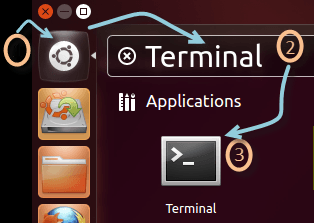 Terminal
2
Applications
3
Terminal